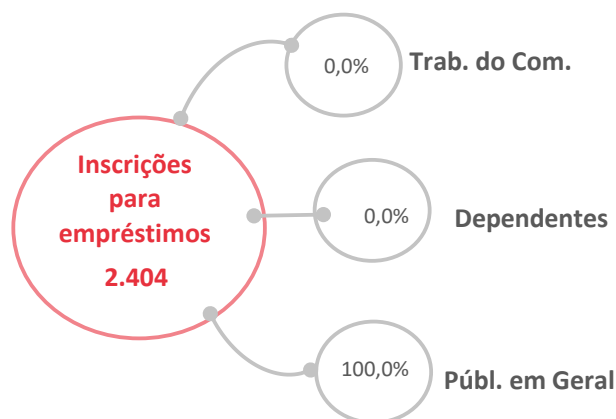 0,0%
Trab. do Com.
Inscrições
para
empréstimos
2.404
0,0%
Dependentes
100,0%
Públ. em Geral